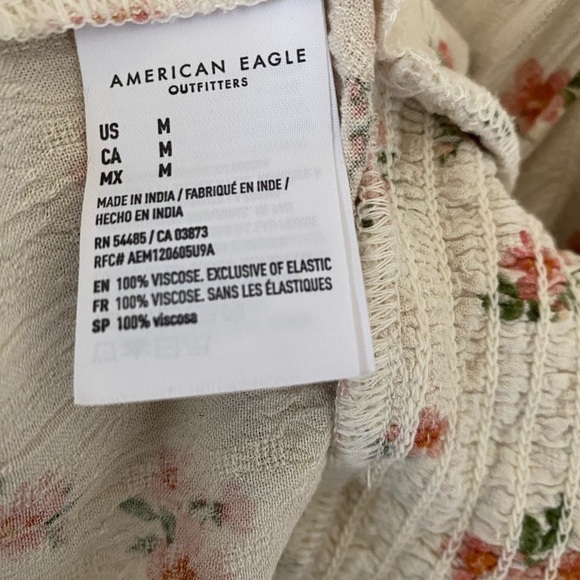 AMERICAN EAGLE
OUTFITTERS
US M
CA M
MX M
MADE IN INDIA / FABRIQUÉ EN INDE /
HECHO EN INDIA
RN 54485 / CA 03873
RFC# AEM120605U9A
EN 100% VISCOSE. EXCLUSIVE OF ELASTIC
FR 100% VISCOSE. SANS LES ÉLASTIQUES
SP 100% viscosa